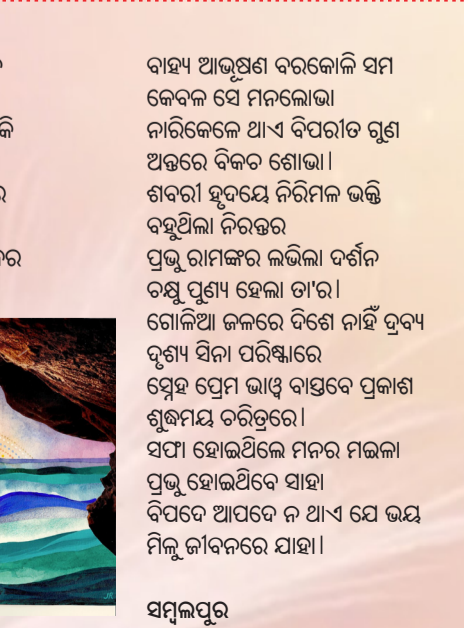 ବାହ୍ୟ ଆଭୂଷଣ ବରକୋଳି ସମ
କେବଳ ସେ ମନଲୋଭା
ନାରିକେଳେ ଥାଏ ବିପରୀତ ଗୁଣ
ଅନ୍ତରେ ବିକଚ ଶୋଭା।
ଶବରୀ ହୃଦୟେ ନିରିମଳ ଭକ୍ତି
ବହୁଥିଲା ନିରନ୍ତର
ପ୍ରଭୁ ରାମଙ୍କର ଲଭିଲା ଦର୍ଶନ
ଚକ୍ଷୁ ପୁଣ୍ୟ ହେଲା ତା'ର।
ଗୋଳିଆ ଜଳରେ ଦିଶେ ନାହିଁ ଦ୍ରବ୍ୟ
ଦୃଶ୍ୟ ସିନା ପରିଷ୍କାରେ
ସ୍ନେହ ପ୍ରେମ ଭାଓ୍ବ ବାସ୍ତବେ ପ୍ରକାଶ
ଶୁଦ୍ଧମୟ ଚରିତ୍ରରେ।
ସଫା ହୋଇଥିଲେ ମନର ମଇଳା
ପ୍ରଭୁ ହୋଇଥିବେ ସାହା
ବିପଦେ ଆପଦେ ନ ଥାଏ ଯେ ଭୟ
ମିଳୁ ଜୀବନରେ ଯାହା।
ସମ୍ବଲପୁର
କି
ର
ର
JR